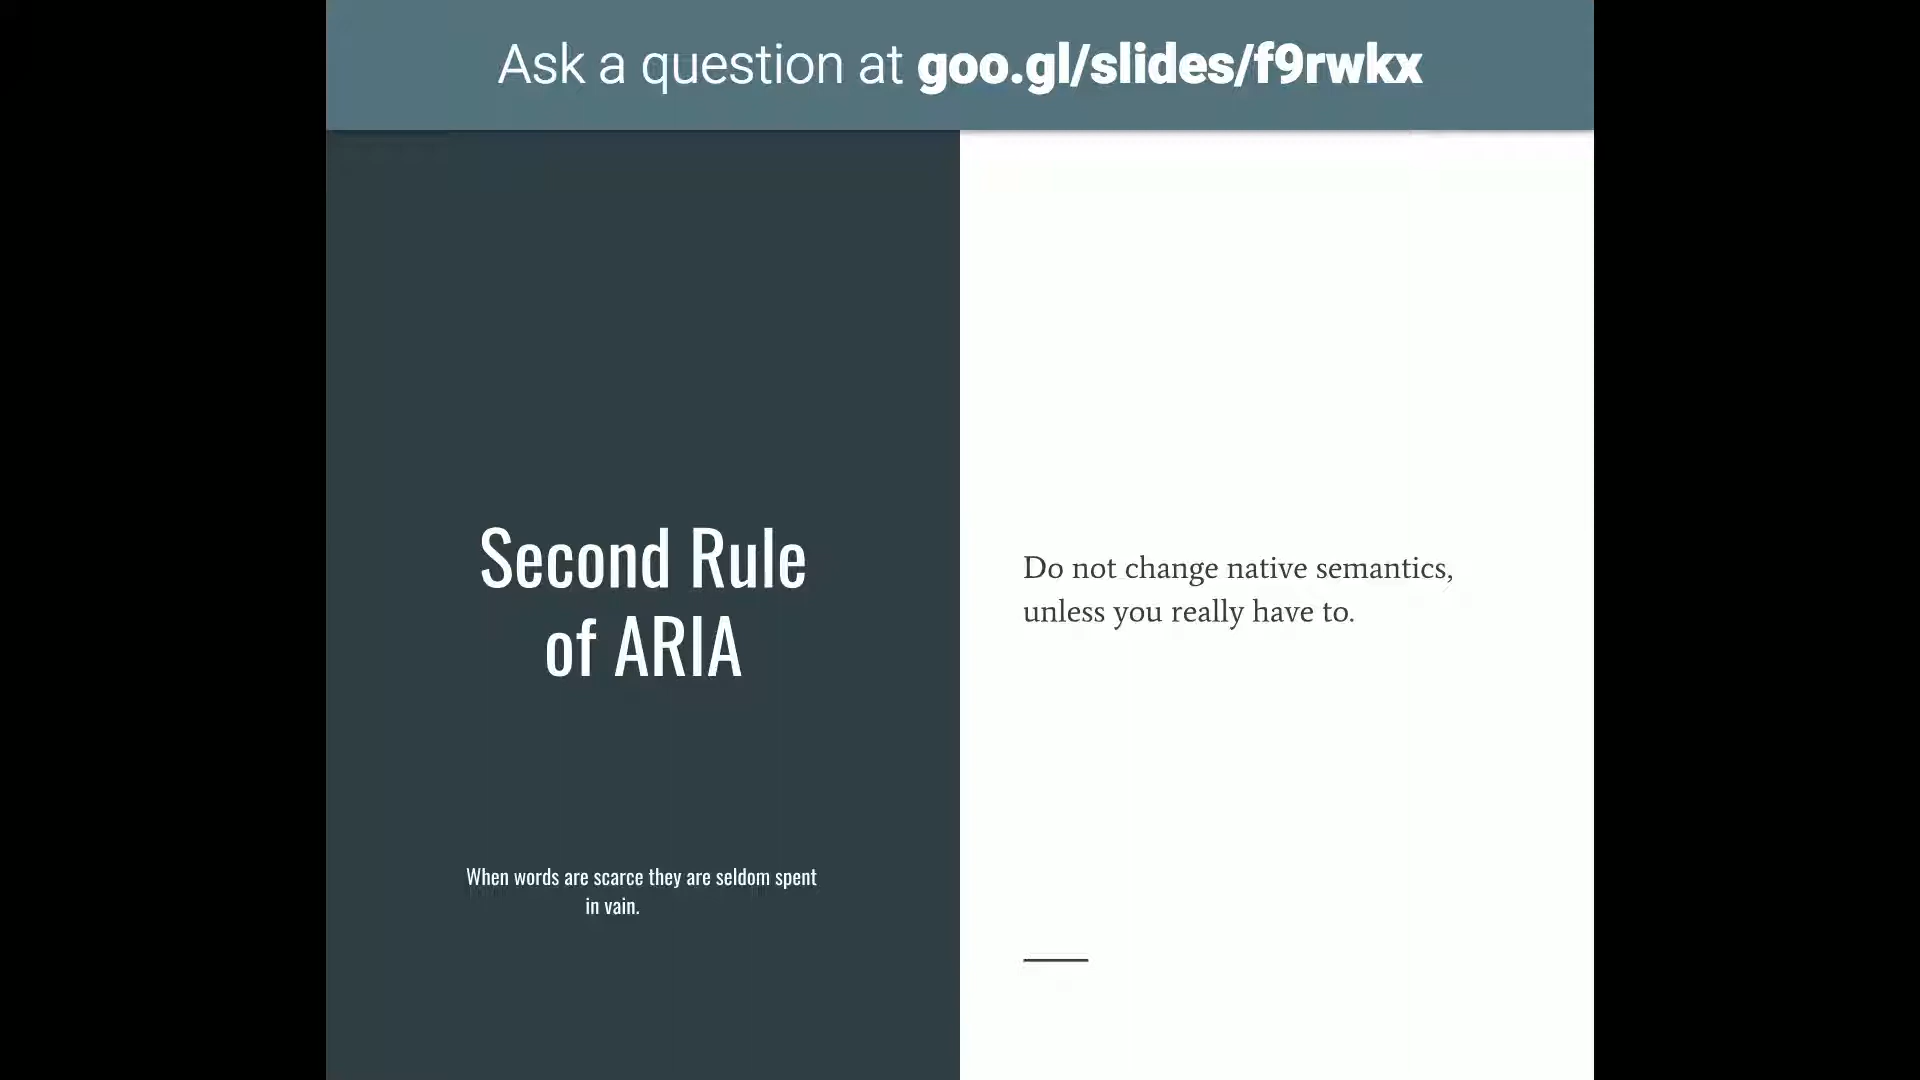 Ask a question at goo.gl/slides/f9rwkx
Second Rule
of ARIA
When words are scarce they are seldom spent
in vain.
Do not change native semantics,
unless you really have to.